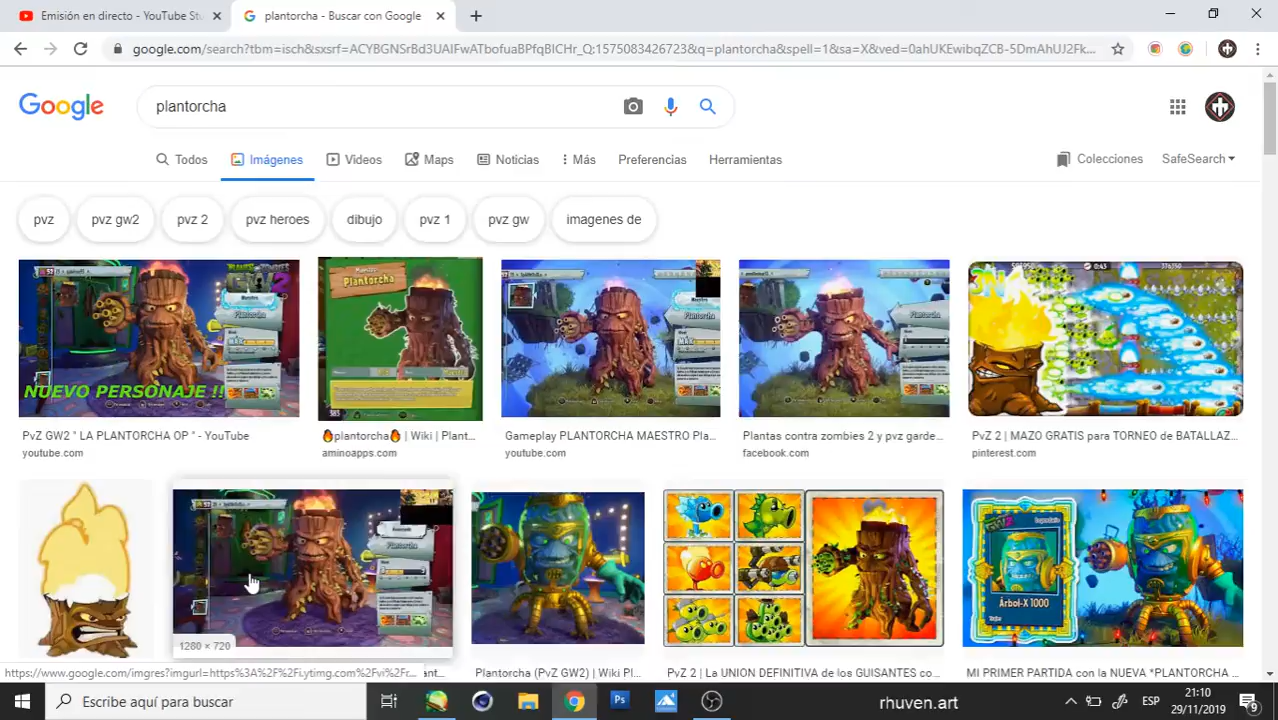 Emisión en directo - YouTube Stu
plantorcha - Buscar con Google
google.com/search?tbm=isch&sxsrf=ACYBGNSrBd3UAIFwATbofuaBPfqBICHr_Q:1575083426723&q=plantorcha&spell=1&sa=X&ved=0ahUKEwibqZCB-5DmAhUJ2Fk...
Google
plantorcha
Todos Imágenes Videos Maps Noticias Más Preferencias Herramientas Colecciones SafeSearch
pvz pvz gw2 pvz 2 pvz heroes dibujo pvz 1 pvz gw imagenes de
NUEVO PERSONAJE !!
Plantorcha
Plantorcha
PvZ GW2 " LA PLANTORCHA OP " - YouTube
youtube.com
🔥plantorcha🔥 | Wiki | Plant...
aminoapps.com
Gameplay PLANTORCHA MAESTRO Pla...
youtube.com
Plantas contra zombies 2 y pvz garde...
facebook.com
PvZ 2 | MAZO GRATIS para TORNEO de BATALLAZ...
pinterest.com
1280 × 720
Árbol-X 1000
Plantorcha (PvZ GW2) | Wiki Pl...
PvZ 2 | La UNION DEFINITIVA de los GUISANTES co...
MI PRIMER PARTIDA con la NUEVA *PLANTORCHA ...
https://www.google.com/imgres?imgurl=https%3A%2F%2Fi.ytimg.com%2Fvi%2F...
Escribe aquí para buscar
Ps
rhuven.art
ESP
21:10
29/11/2019
9